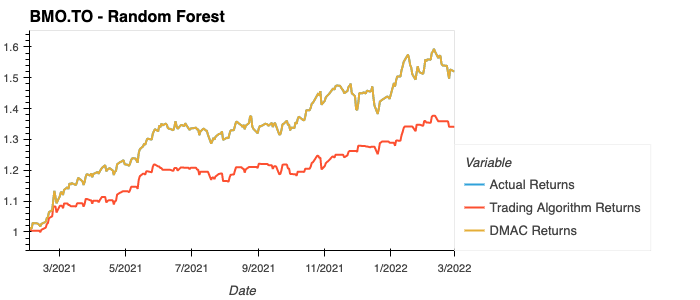 BMO.TO - Random Forest
1.6
1.5
1.4
1.3
1.2
1.1
1
3/2021
5/2021
7/2021
9/2021
11/2021
1/2022
3/2022
Date
Variable
Actual Returns
Trading Algorithm Returns
DMAC Returns